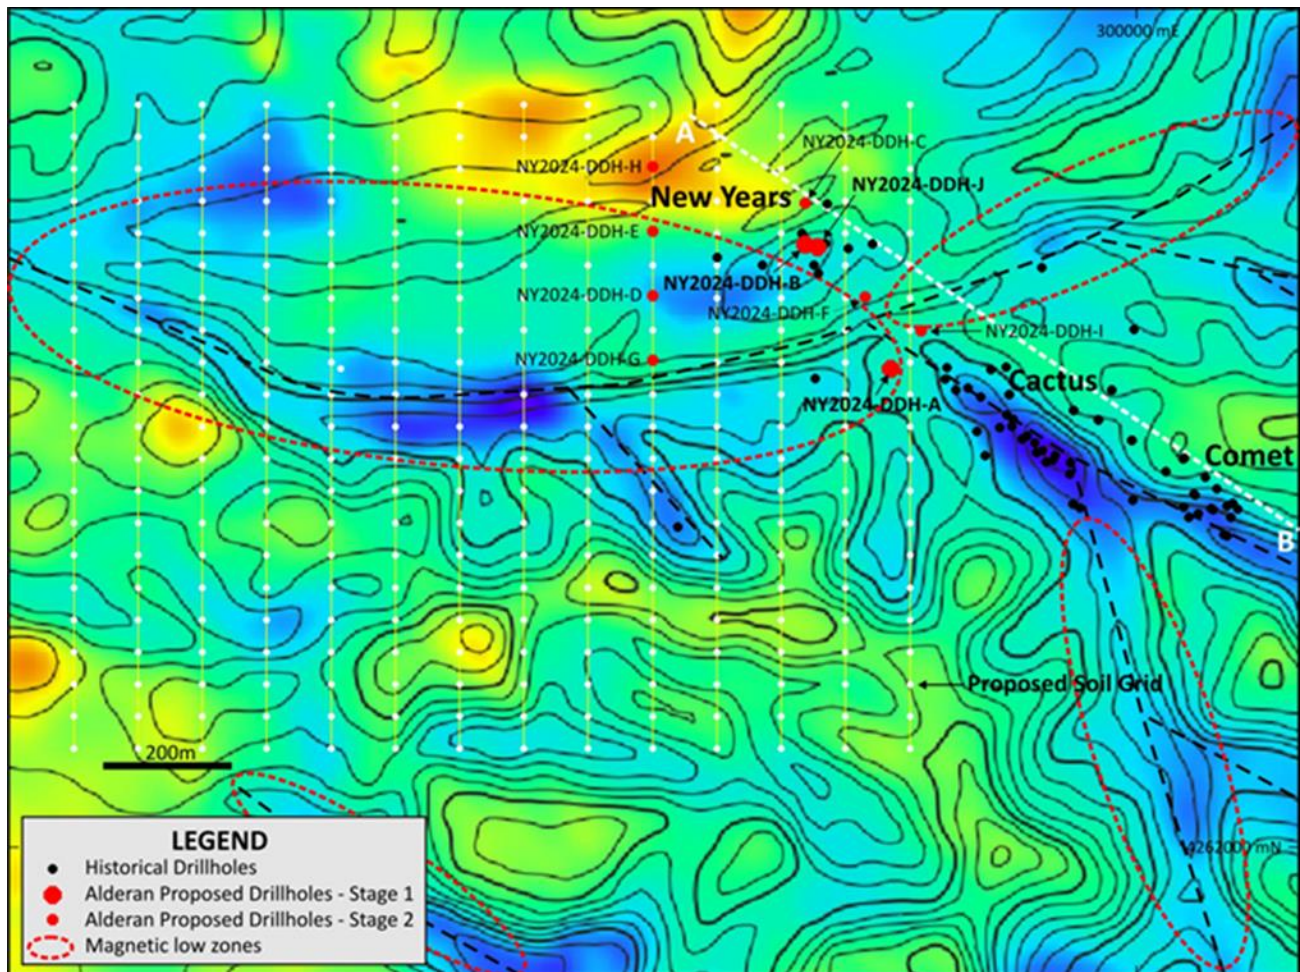 300000 mE
A
NY2024-DDH-C
NY2024-DDH-H
NY2024-DDH-J
New Years
NY2024-DDH-E
NY2024-DDH-B
NY2024-DDH-D
NY2024-DDH-F
NY2024-DDH-I
NY2024-DDH-G
Cactus
NY2024-DDH-A
Comet
B
Proposed Soil Grid
200m
4262000 mN
LEGEND
Historical Drillholes
Alderan Proposed Drillholes - Stage 1
Alderan Proposed Drillholes - Stage 2
Magnetic low zones